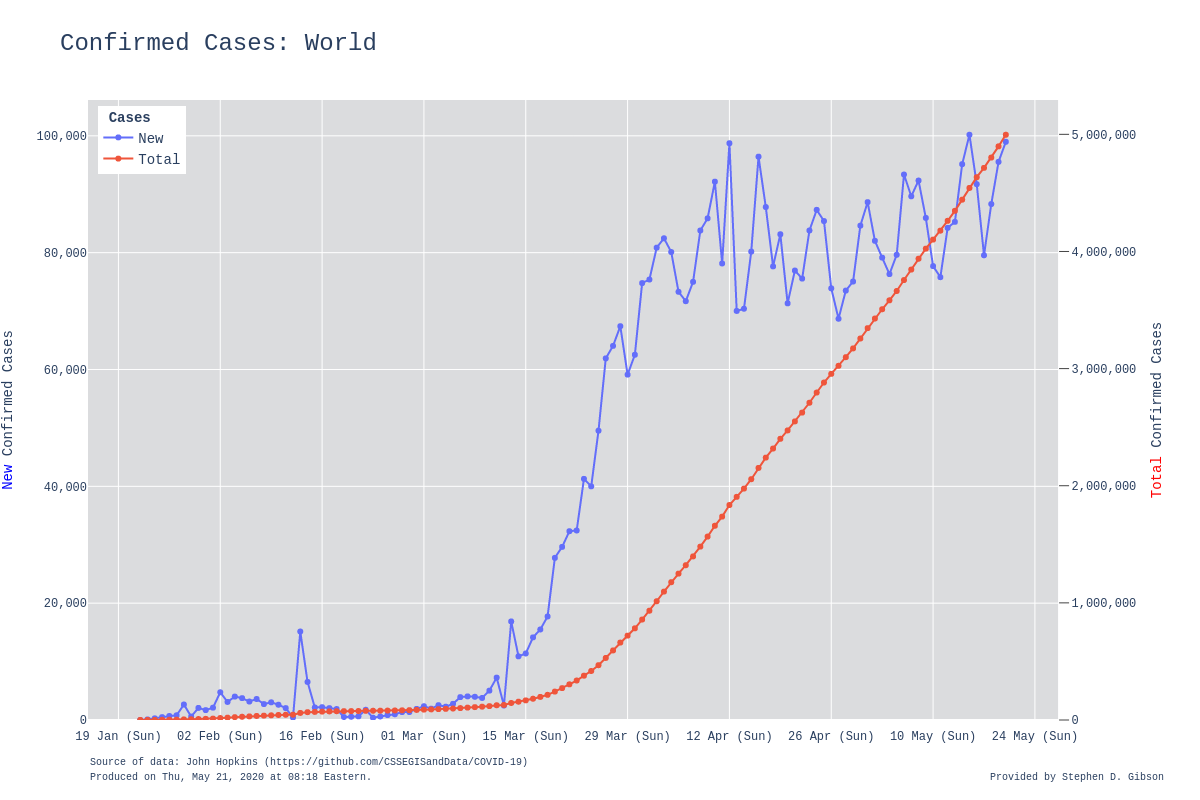 Confirmed Cases: World
Cases
New
Total
100,000
80,000
60,000
40,000
20,000
0
New Confirmed Cases
5,000,000
4,000,000
3,000,000
2,000,000
1,000,000
0
Total Confirmed Cases
19 Jan (Sun) 02 Feb (Sun) 16 Feb (Sun) 01 Mar (Sun) 15 Mar (Sun) 29 Mar (Sun) 12 Apr (Sun) 26 Apr (Sun) 10 May (Sun) 24 May (Sun)
Source of data: John Hopkins (https://github.com/CSSEGISandData/COVID-19)
Produced on Thu, May 21, 2020 at 08:18 Eastern.
Provided by Stephen D. Gibson